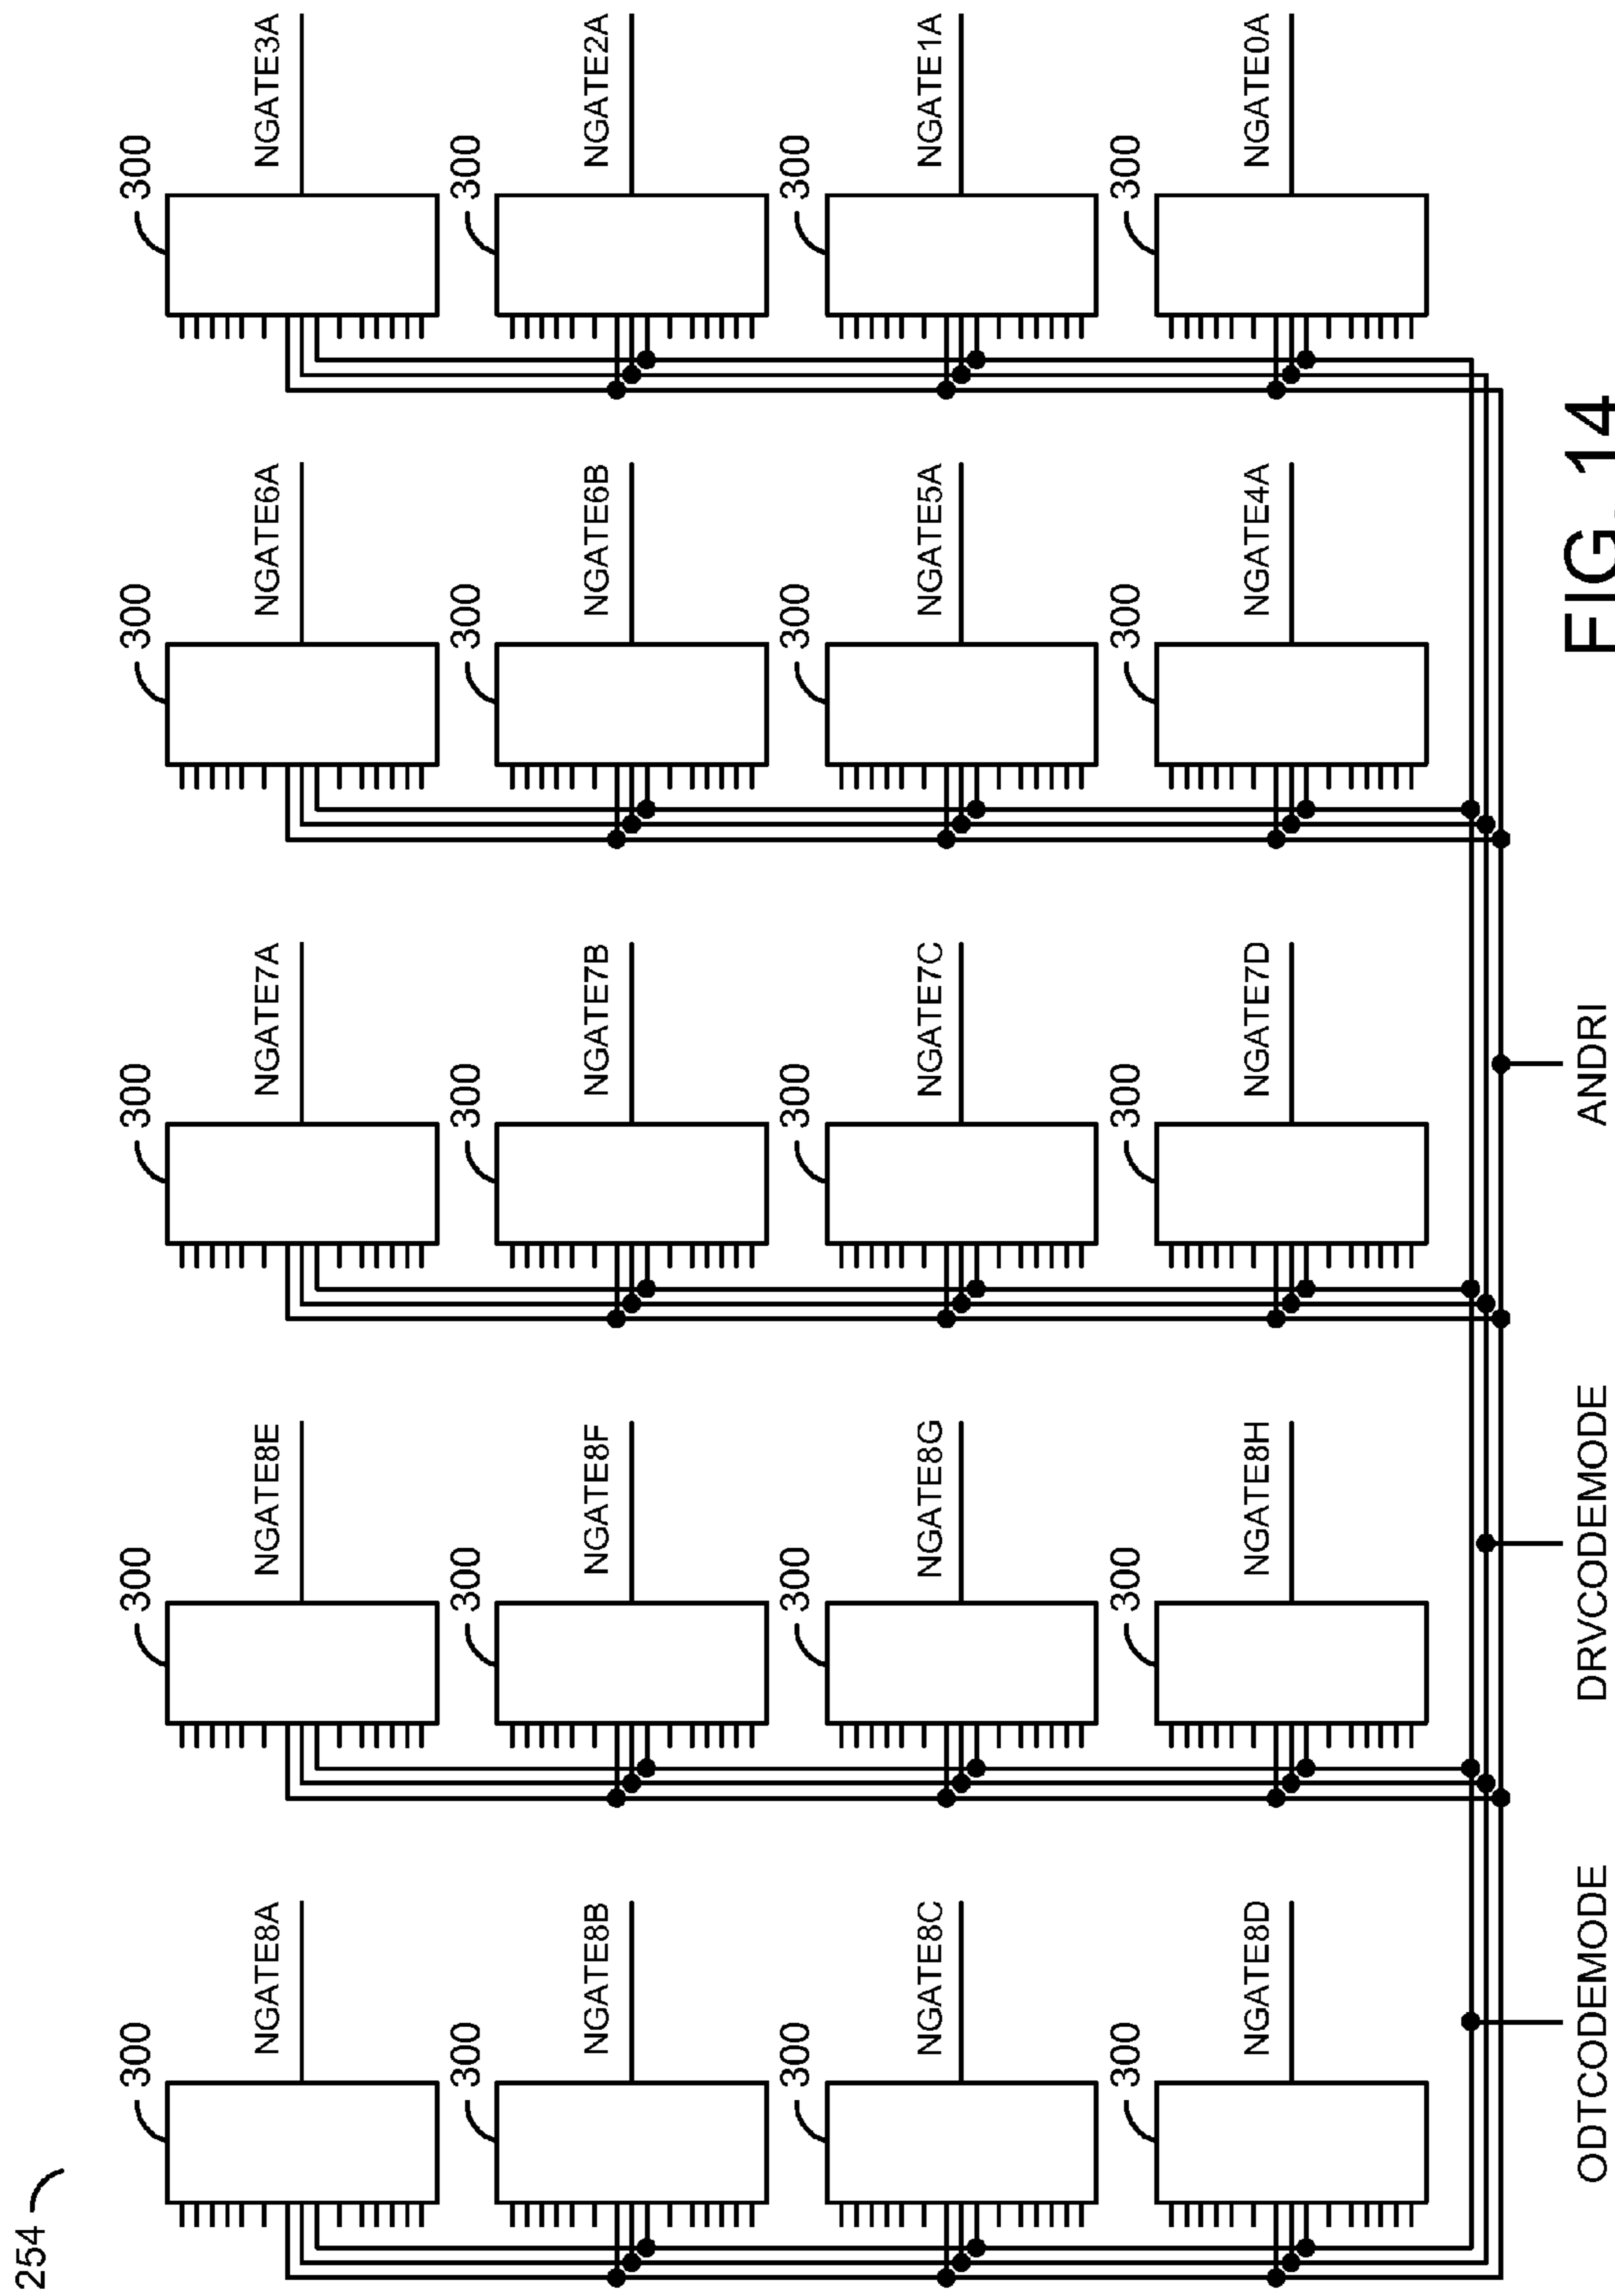 254
300 300 300 300 300
NGATE8A NGATE8E NGATE7A NGATE6A NGATE3A
300 300 300 300 300
NGATE8B NGATE8F NGATE7B NGATE6B NGATE2A
300 300 300 300 300
NGATE8C NGATE8G NGATE7C NGATE5A NGATE1A
300 300 300 300 300
NGATE8D NGATE8H NGATE7D NGATE4A NGATE0A
ODTCODEMODE DRVCODEMODE ANDRI
FIG. 14